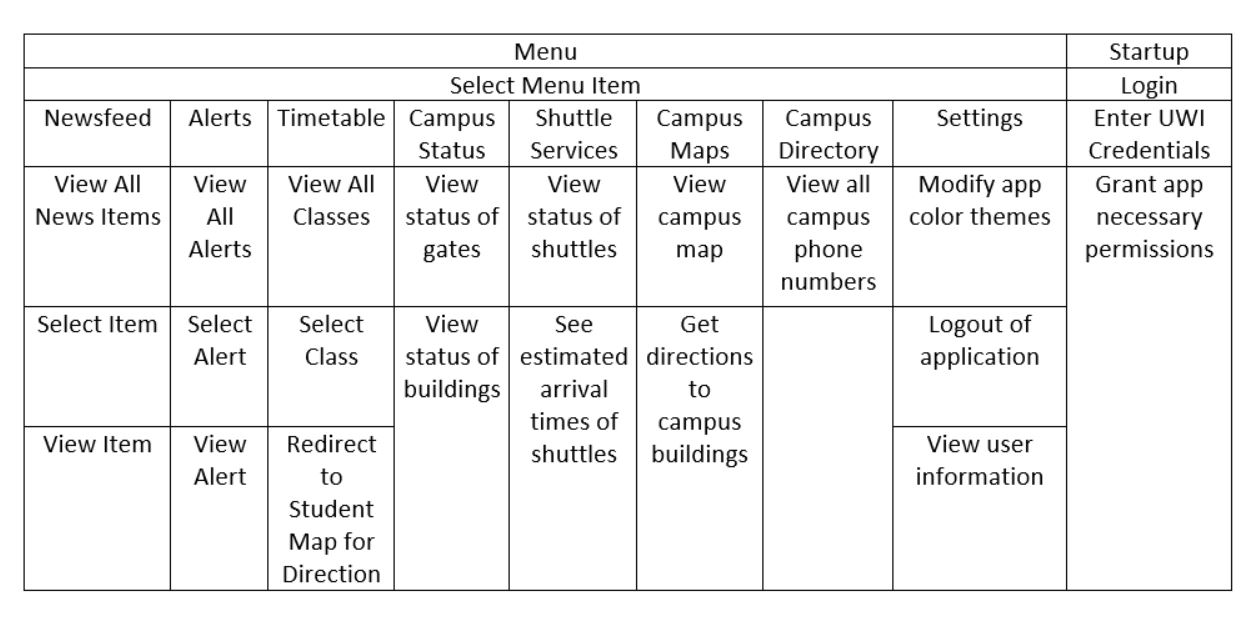 Menu
Startup
Select Menu Item
Login
Newsfeed
Alerts
Timetable
Campus
Status
Shuttle
Services
Campus
Maps
Campus
Directory
Settings
Enter UWI
Credentials
View All
News Items
View
All
Alerts
View All
Classes
View
status of
gates
View
status of
shuttles
View
campus
map
View all
campus
phone
numbers
Modify app
color themes
Grant app
necessary
permissions
Select Item
Select
Alert
Select
Class
View
status of
buildings
See
estimated
arrival
times of
shuttles
Get
directions
to
campus
buildings
Logout of
application
View Item
View
Alert
Redirect
to
Student
Map for
Direction
View user
information